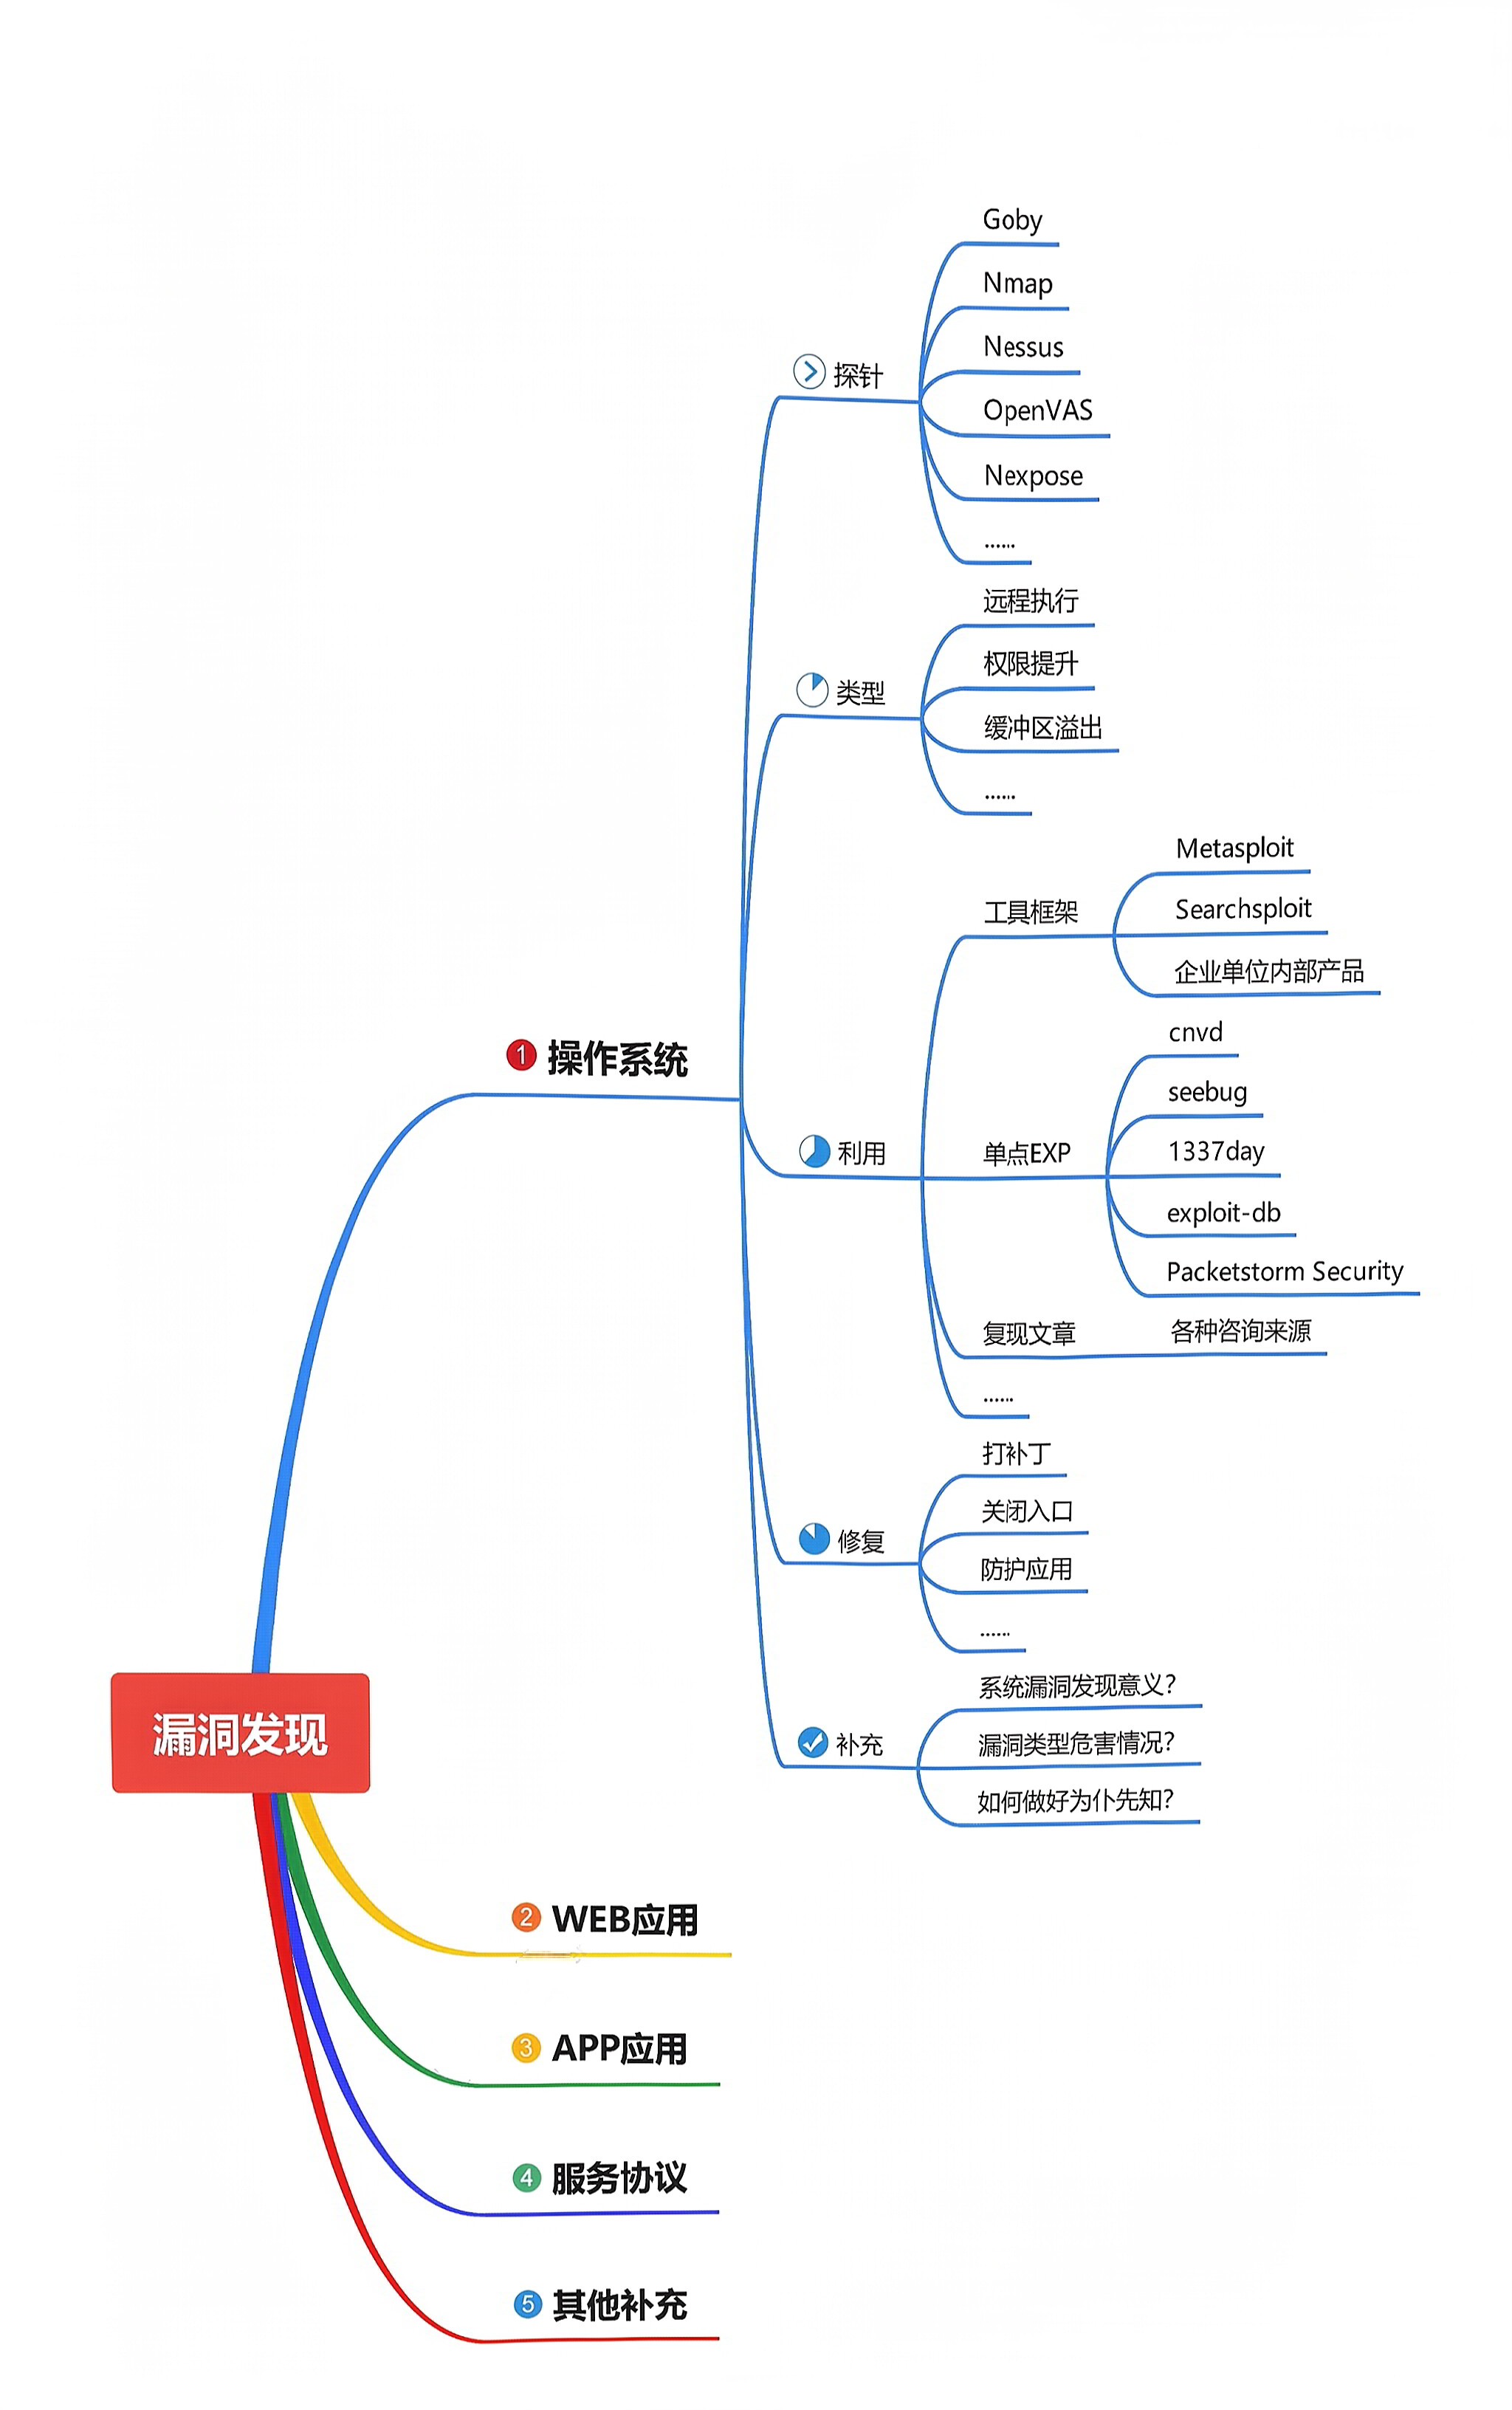 漏洞发现
1 操作系统
探针
Goby
Nmap
Nessus
OpenVAS
Nexpose
......
类型
远程执行
权限提升
缓冲区溢出
......
利用
工具框架
Metasploit
Searchsploit
企业单位内部产品
单点EXP
cnvd
seebug
1337day
exploit-db
Packetstorm Security
复现文章
各种咨询来源
......
修复
打补丁
关闭入口
防护应用
......
补充
系统漏洞发现意义?
漏洞类型危害情况?
如何做好为仆先知?
2 WEB应用
3 APP应用
4 服务协议
5 其他补充